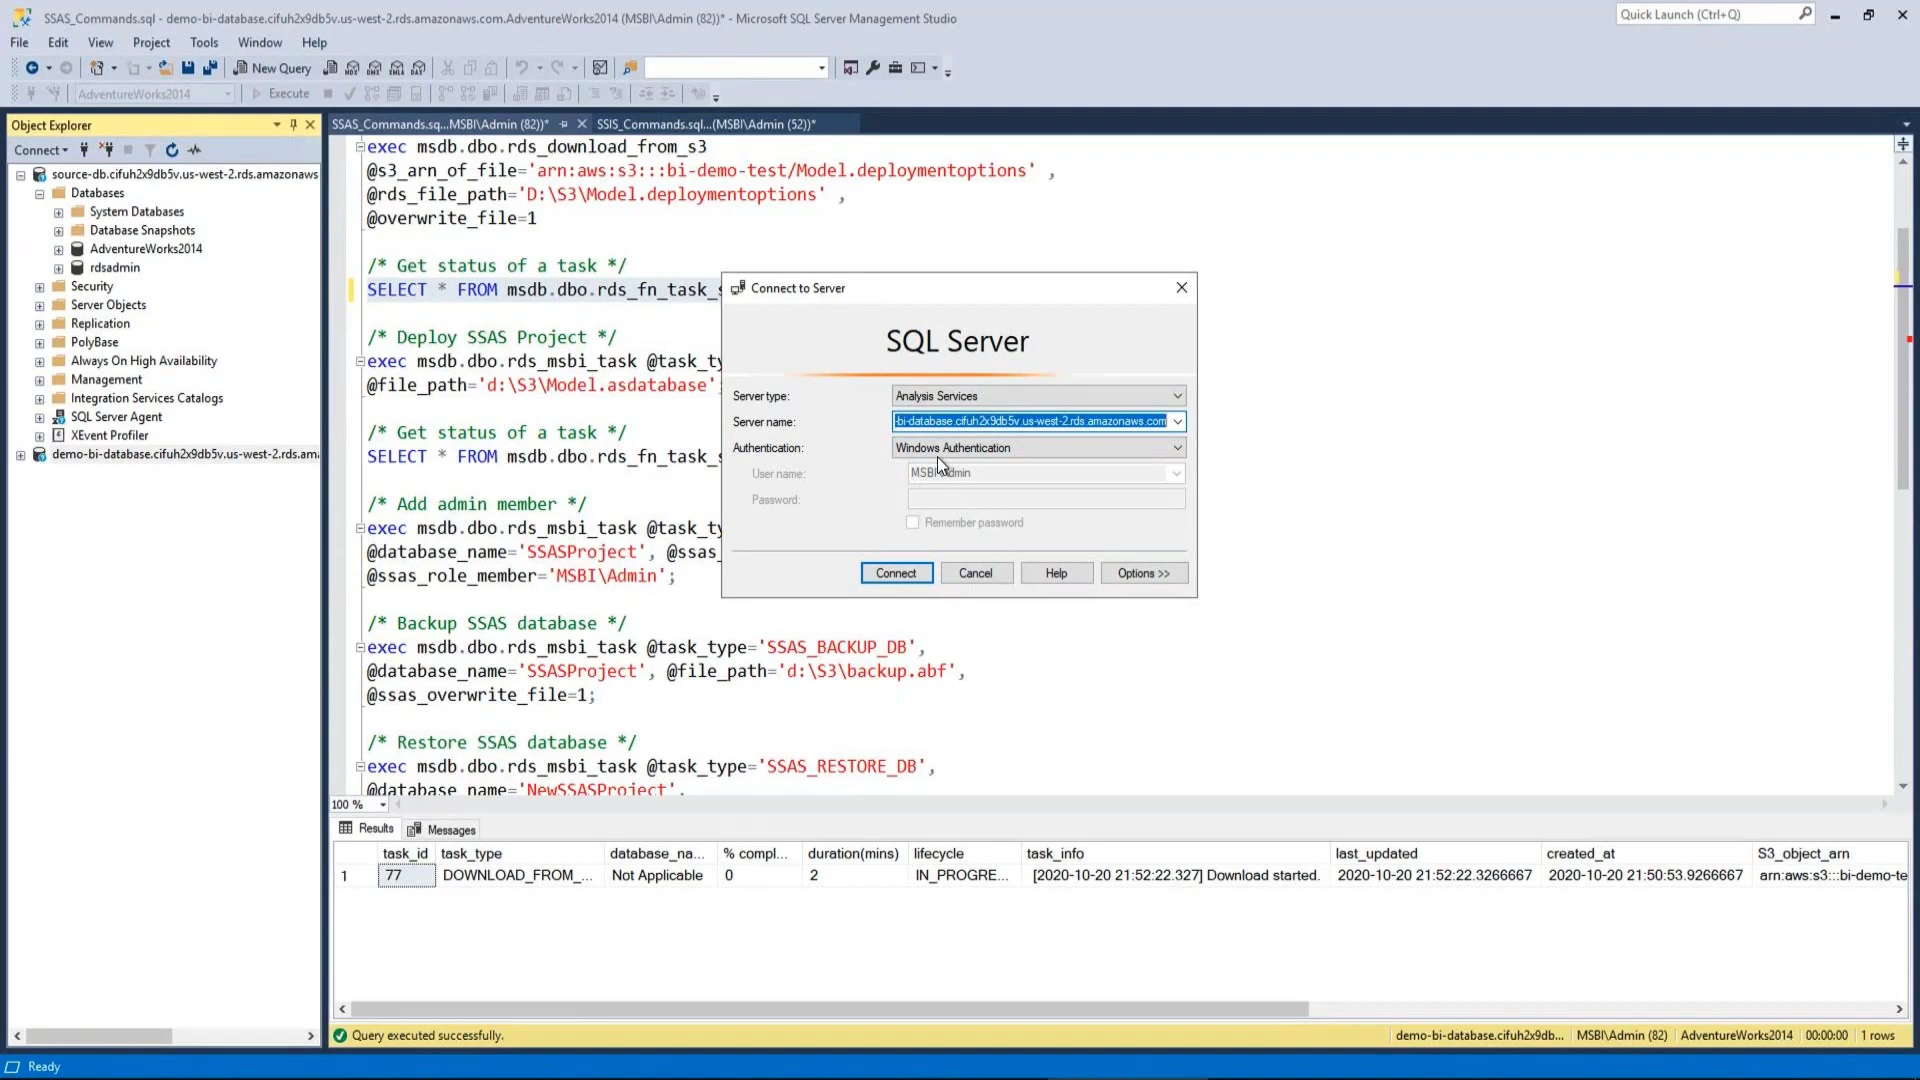 SSAS_Commands.sql - demo-bi-database.cifuh2x9db5v.us-west-2.rds.amazonaws.com.AdventureWorks2014 (MSBI\Admin (82))* - Microsoft SQL Server Management Studio
Quick Launch (Ctrl+Q)
File Edit View Project Tools Window Help
New Query
AdventureWorks2014
Execute
Object Explorer
SSAS_Commands.sq...MSBI\Admin (82))*
SSIS_Commands.sql...(MSBI\Admin (52))*
Connect
source-db.cifuh2x9db5v.us-west-2.rds.amazonaws
Databases
System Databases
Database Snapshots
AdventureWorks2014
rdsadmin
Security
Server Objects
Replication
PolyBase
Always On High Availability
Management
Integration Services Catalogs
SQL Server Agent
XEvent Profiler
demo-bi-database.cifuh2x9db5v.us-west-2.rds.ama
exec msdb.dbo.rds_download_from_s3
@s3_arn_of_file='arn:aws:s3:::bi-demo-test/Model.deploymentoptions' ,
@rds_file_path='D:\S3\Model.deploymentoptions' ,
@overwrite_file=1
/* Get status of a task */
SELECT * FROM msdb.dbo.rds_fn_task_s
/* Deploy SSAS Project */
exec msdb.dbo.rds_msbi_task @task_ty
@file_path='d:\S3\Model.asdatabase'
/* Get status of a task */
SELECT * FROM msdb.dbo.rds_fn_task_s
/* Add admin member */
exec msdb.dbo.rds_msbi_task @task_ty
@database_name='SSASProject', @ssas_
@ssas_role_member='MSBI\Admin';
/* Backup SSAS database */
exec msdb.dbo.rds_msbi_task @task_type='SSAS_BACKUP_DB',
@database_name='SSASProject', @file_path='d:\S3\backup.abf',
@ssas_overwrite_file=1;
/* Restore SSAS database */
exec msdb.dbo.rds_msbi_task @task_type='SSAS_RESTORE_DB',
@database_name='NewSSASProject',
Connect to Server
SQL Server
Server type: Analysis Services
Server name: -bi-database.cifuh2x9db5v.us-west-2.rds.amazonaws.com
Authentication: Windows Authentication
User name: MSBI\Admin
Password:
Remember password
Connect Cancel Help Options >>
100 %
Results Messages
task_id task_type database_na... % compl... duration(mins) lifecycle task_info last_updated created_at S3_object_arn
1 77 DOWNLOAD_FROM_... Not Applicable 0 2 IN_PROGRE... [2020-10-20 21:52:22.327] Download started. 2020-10-20 21:52:22.3266667 2020-10-20 21:50:53.9266667 arn:aws:s3:::bi-demo-te
Query executed successfully.
demo-bi-database.cifuh2x9db... MSBI\Admin (82) AdventureWorks2014 00:00:00 1 rows
Ready